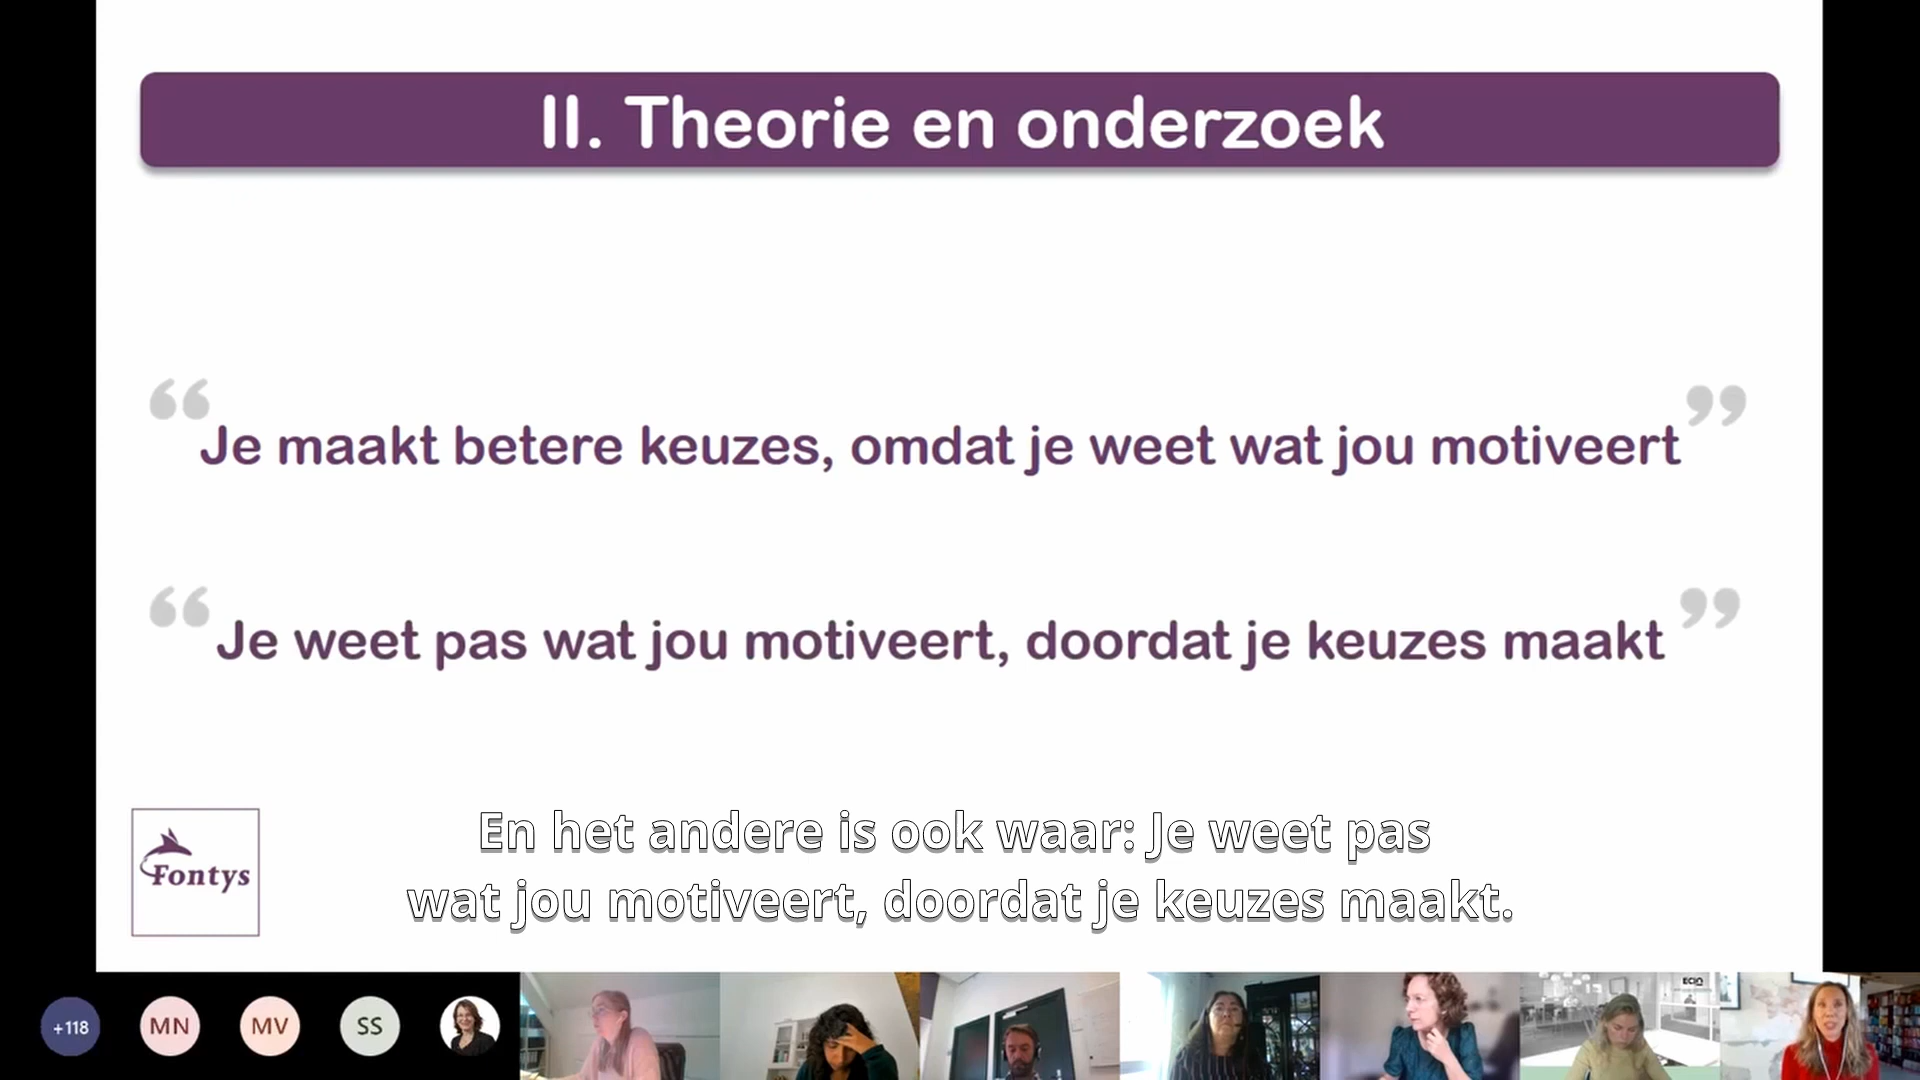 II. Theorie en onderzoek
“Je maakt betere keuzes, omdat je weet wat jou motiveert”
“Je weet pas wat jou motiveert, doordat je keuzes maakt”
Fontys
En het andere is ook waar: Je weet pas
wat jou motiveert, doordat je keuzes maakt.
+118
MN
MV
SS
ECIO